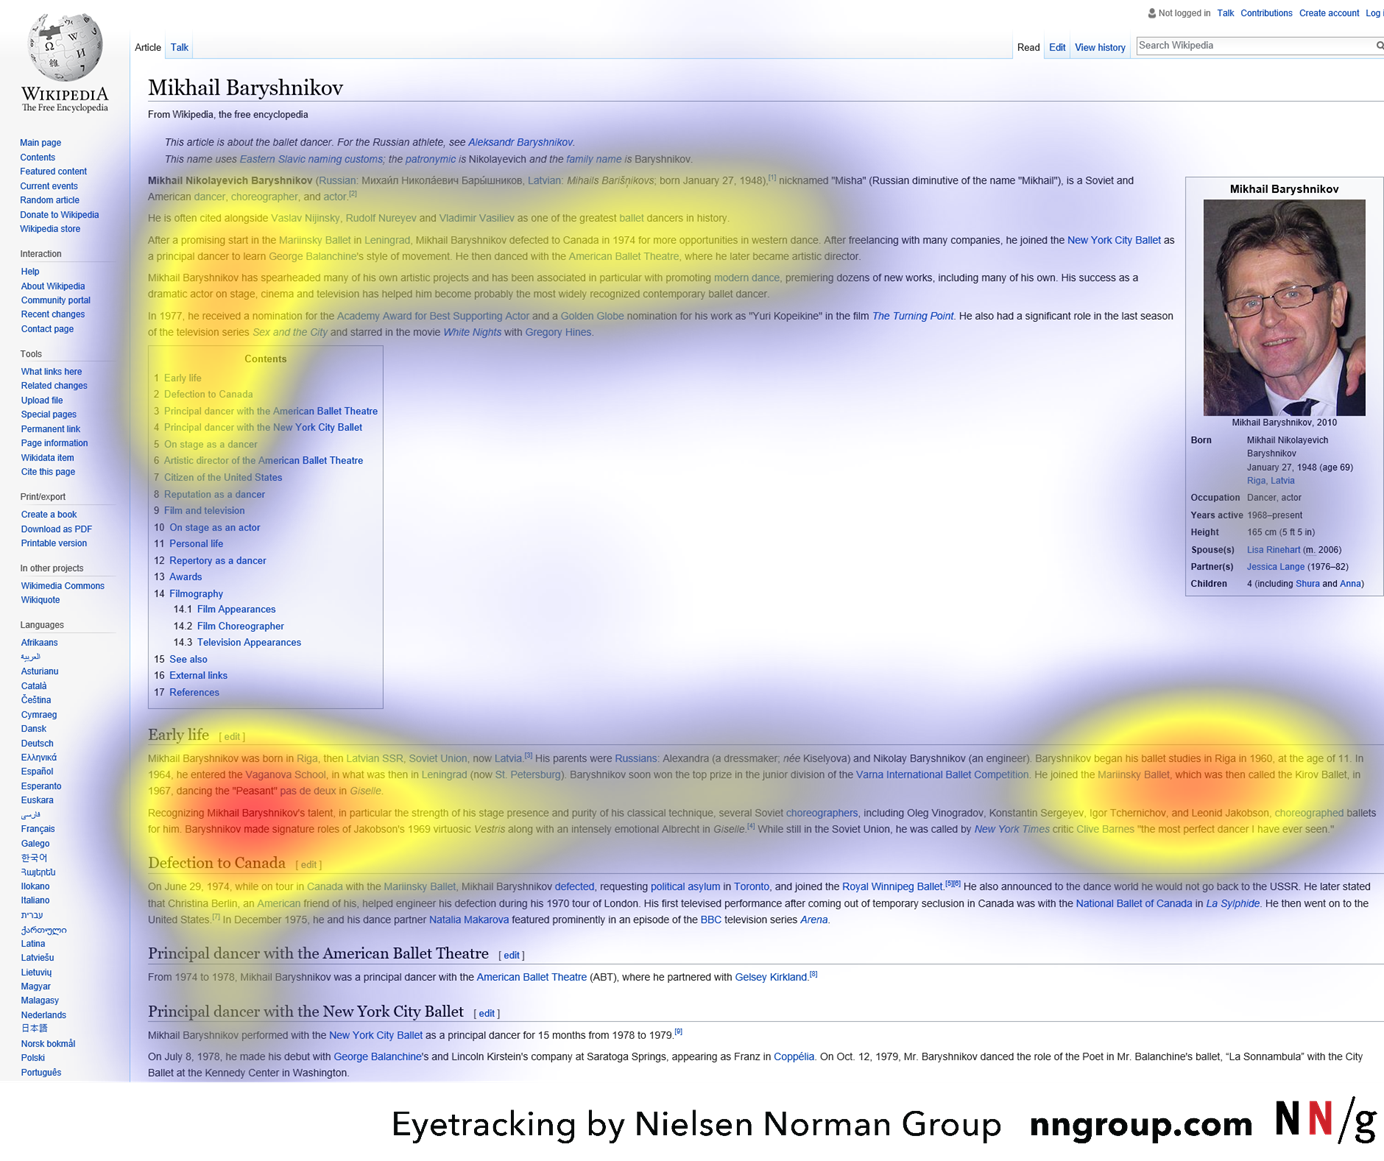 Not logged in Talk Contributions Create account Log i
Article Talk
Read Edit View history
Search Wikipedia
WIKIPEDIA
The Free Encyclopedia
Main page
Contents
Featured content
Current events
Random article
Donate to Wikipedia
Wikipedia store
Interaction
Help
About Wikipedia
Community portal
Recent changes
Contact page
Tools
What links here
Related changes
Upload file
Special pages
Permanent link
Page information
Wikidata item
Cite this page
Print/export
Create a book
Download as PDF
Printable version
In other projects
Wikimedia Commons
Wikiquote
Languages
Afrikaans
العربية
Asturianu
Català
Čeština
Cymraeg
Dansk
Deutsch
Ελληνικά
Español
Esperanto
Euskara
فارسی
Français
Galego
한국어
Հայերեն
Ilokano
Italiano
עברית
ქართული
Latina
Latviešu
Lietuvių
Magyar
Malagasy
Nederlands
日本語
Norsk bokmål
Polski
Português
Mikhail Baryshnikov
From Wikipedia, the free encyclopedia
This article is about the ballet dancer. For the Russian athlete, see Aleksandr Baryshnikov.
This name uses Eastern Slavic naming customs; the patronymic is Nikolayevich and the family name is Baryshnikov.
Mikhail Nikolayevich Baryshnikov (Russian: Михаил Никола́евич Бары́шников, Latvian: Mihails Barišņikovs; born January 27, 1948),[1] nicknamed "Misha" (Russian diminutive of the name "Mikhail"), is a Soviet and
American dancer, choreographer, and actor.[2]
He is often cited alongside Vaslav Nijinsky, Rudolf Nureyev and Vladimir Vasiliev as one of the greatest ballet dancers in history.
After a promising start in the Mariinsky Ballet in Leningrad, Mikhail Baryshnikov defected to Canada in 1974 for more opportunities in western dance. After freelancing with many companies, he joined the New York City Ballet as
a principal dancer to learn George Balanchine's style of movement. He then danced with the American Ballet Theatre, where he later became artistic director.
Mikhail Baryshnikov has spearheaded many of his own artistic projects and has been associated in particular with promoting modern dance, premiering dozens of new works, including many of his own. His success as a
dramatic actor on stage, cinema and television has helped him become probably the most widely recognized contemporary ballet dancer.
In 1977, he received a nomination for the Academy Award for Best Supporting Actor and a Golden Globe nomination for his work as "Yuri Kopeikine" in the film The Turning Point. He also had a significant role in the last season
of the television series Sex and the City and starred in the movie White Nights with Gregory Hines.
Mikhail Baryshnikov
Mikhail Baryshnikov, 2010
Born Mikhail Nikolayevich
Baryshnikov
January 27, 1948 (age 69)
Riga, Latvia
Occupation Dancer, actor
Years active 1968–present
Height 165 cm (5 ft 5 in)
Spouse(s) Lisa Rinehart (m. 2006)
Partner(s) Jessica Lange (1976–82)
Children 4 (including Shura and Anna)
Contents
1 Early life
2 Defection to Canada
3 Principal dancer with the American Ballet Theatre
4 Principal dancer with the New York City Ballet
5 On stage as a dancer
6 Artistic director of the American Ballet Theatre
7 Citizen of the United States
8 Reputation as a dancer
9 Film and television
10 On stage as an actor
11 Personal life
12 Repertory as a dancer
13 Awards
14 Filmography
14.1 Film Appearances
14.2 Film Choreographer
14.3 Television Appearances
15 See also
16 External links
17 References
Early life [ edit ]
Mikhail Baryshnikov was born in Riga, then Latvian SSR, Soviet Union, now Latvia.[3] His parents were Russians: Alexandra (a dressmaker; née Kiselyova) and Nikolay Baryshnikov (an engineer). Baryshnikov began his ballet studies in Riga in 1960, at the age of 11. In
1964, he entered the Vaganova School, in what was then in Leningrad (now St. Petersburg). Baryshnikov soon won the top prize in the junior division of the Varna International Ballet Competition. He joined the Mariinsky Ballet, which was then called the Kirov Ballet, in
1967, dancing the "Peasant" pas de deux in Giselle.
Recognizing Mikhail Baryshnikov's talent, in particular the strength of his stage presence and purity of his classical technique, several Soviet choreographers, including Oleg Vinogradov, Konstantin Sergeyev, Igor Tchernichov, and Leonid Jakobson, choreographed ballets
for him. Baryshnikov made signature roles of Jakobson's 1969 virtuosic Vestris along with an intensely emotional Albrecht in Giselle.[4] While still in the Soviet Union, he was called by New York Times critic Clive Barnes "the most perfect dancer I have ever seen."
Defection to Canada [ edit ]
On June 29, 1974, while on tour in Canada with the Mariinsky Ballet, Mikhail Baryshnikov defected, requesting political asylum in Toronto, and joined the Royal Winnipeg Ballet.[5][6] He also announced to the dance world he would not go back to the USSR. He later stated
that Christina Berlin, an American friend of his, helped engineer his defection during his 1970 tour of London. His first televised performance after coming out of temporary seclusion in Canada was with the National Ballet of Canada in La Sylphide. He then went on to the
United States.[7] In December 1975, he and his dance partner Natalia Makarova featured prominently in an episode of the BBC television series Arena.
Principal dancer with the American Ballet Theatre [ edit ]
From 1974 to 1978, Mikhail Baryshnikov was a principal dancer with the American Ballet Theatre (ABT), where he partnered with Gelsey Kirkland.[8]
Principal dancer with the New York City Ballet [ edit ]
Mikhail Baryshnikov performed with the New York City Ballet as a principal dancer for 15 months from 1978 to 1979.[9]
On July 8, 1978, he made his debut with George Balanchine's and Lincoln Kirstein's company at Saratoga Springs, appearing as Franz in Coppélia. On Oct. 12, 1979, Mr. Baryshnikov danced the role of the Poet in Mr. Balanchine's ballet, “La Sonnambula” with the City
Ballet at the Kennedy Center in Washington.
Eyetracking by Nielsen Norman Group nngroup.com NN/g